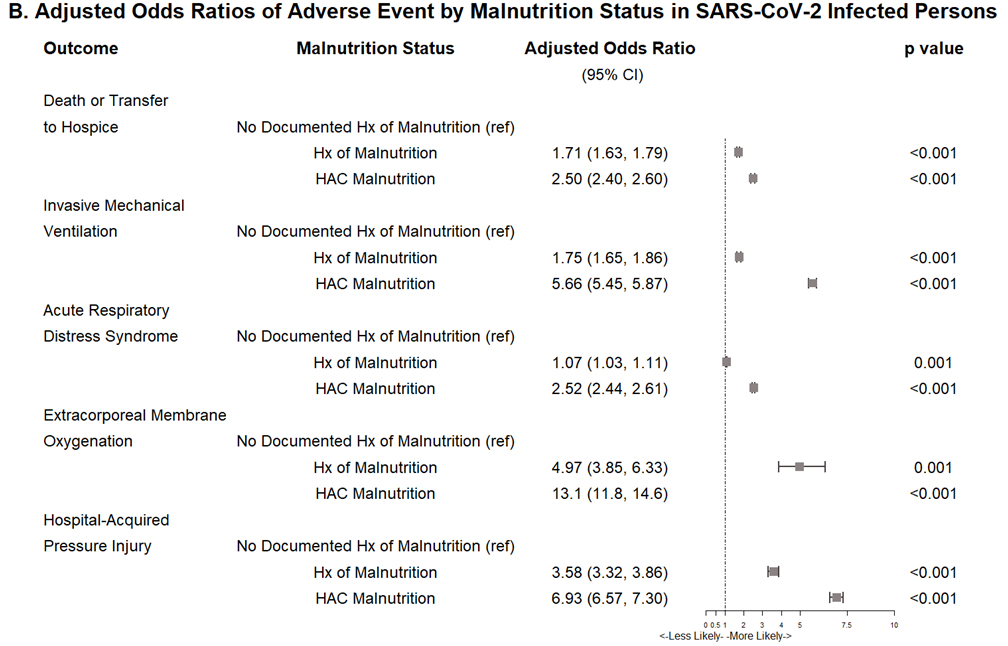 B. Adjusted Odds Ratios of Adverse Event by Malnutrition Status in SARS-CoV-2 Infected Persons
Outcome Malnutrition Status Adjusted Odds Ratio p value
(95% CI)
Death or Transfer
to Hospice No Documented Hx of Malnutrition (ref)
Hx of Malnutrition 1.71 (1.63, 1.79) <0.001
HAC Malnutrition 2.50 (2.40, 2.60) <0.001
Invasive Mechanical
Ventilation No Documented Hx of Malnutrition (ref)
Hx of Malnutrition 1.75 (1.65, 1.86) <0.001
HAC Malnutrition 5.66 (5.45, 5.87) <0.001
Acute Respiratory
Distress Syndrome No Documented Hx of Malnutrition (ref)
Hx of Malnutrition 1.07 (1.03, 1.11) 0.001
HAC Malnutrition 2.52 (2.44, 2.61) <0.001
Extracorporeal Membrane
Oxygenation No Documented Hx of Malnutrition (ref)
Hx of Malnutrition 4.97 (3.85, 6.33) 0.001
HAC Malnutrition 13.1 (11.8, 14.6) <0.001
Hospital-Acquired
Pressure Injury No Documented Hx of Malnutrition (ref)
Hx of Malnutrition 3.58 (3.32, 3.86) <0.001
HAC Malnutrition 6.93 (6.57, 7.30) <0.001
0 0.5 1 2 3 4 5 7.5 10
<-Less Likely- -More Likely->